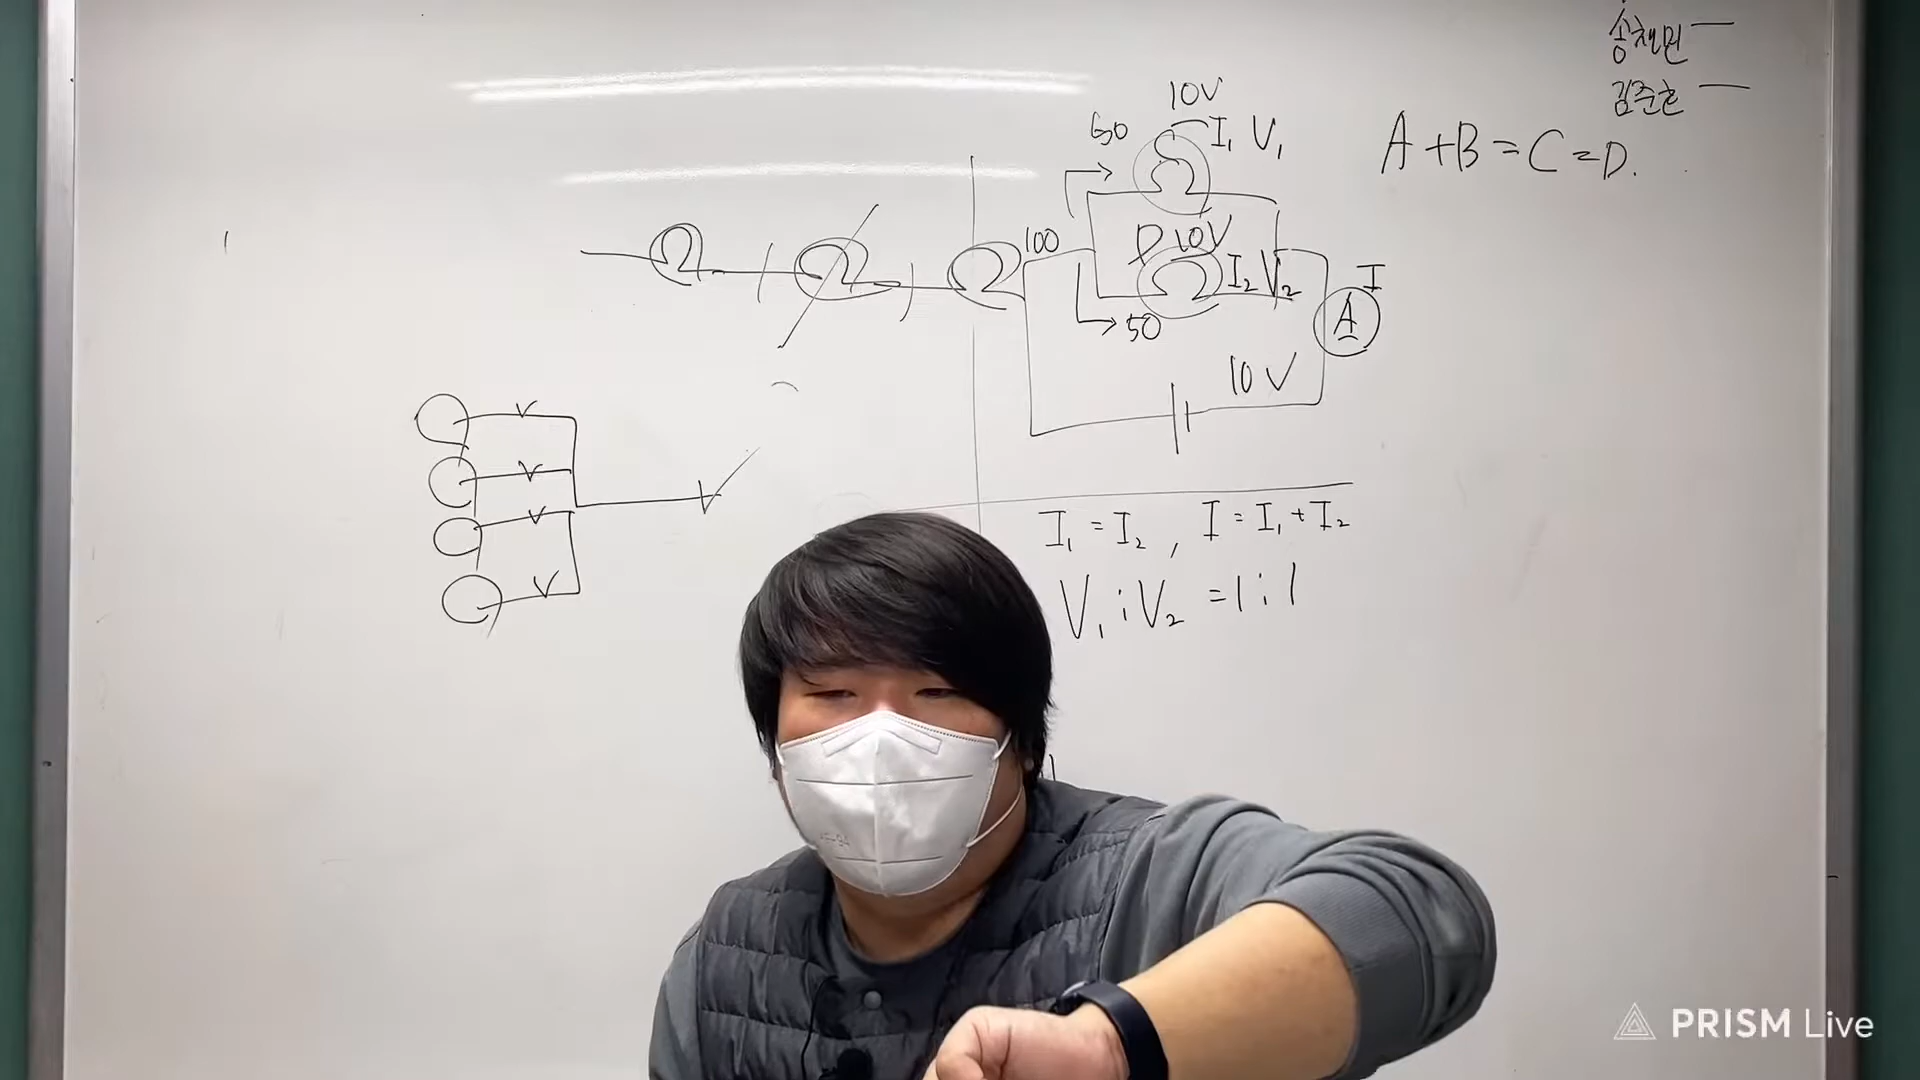 송채민 —
김준호 —
10V
50 I₁ V₁
A+B=C=D.
100 D 10V
I₂ V₂
I
A
50
10V
V
V
V
V
V
I₁ = I₂ , I = I₁ + I₂
V₁ : V₂ = 1 : 1
PRISM Live